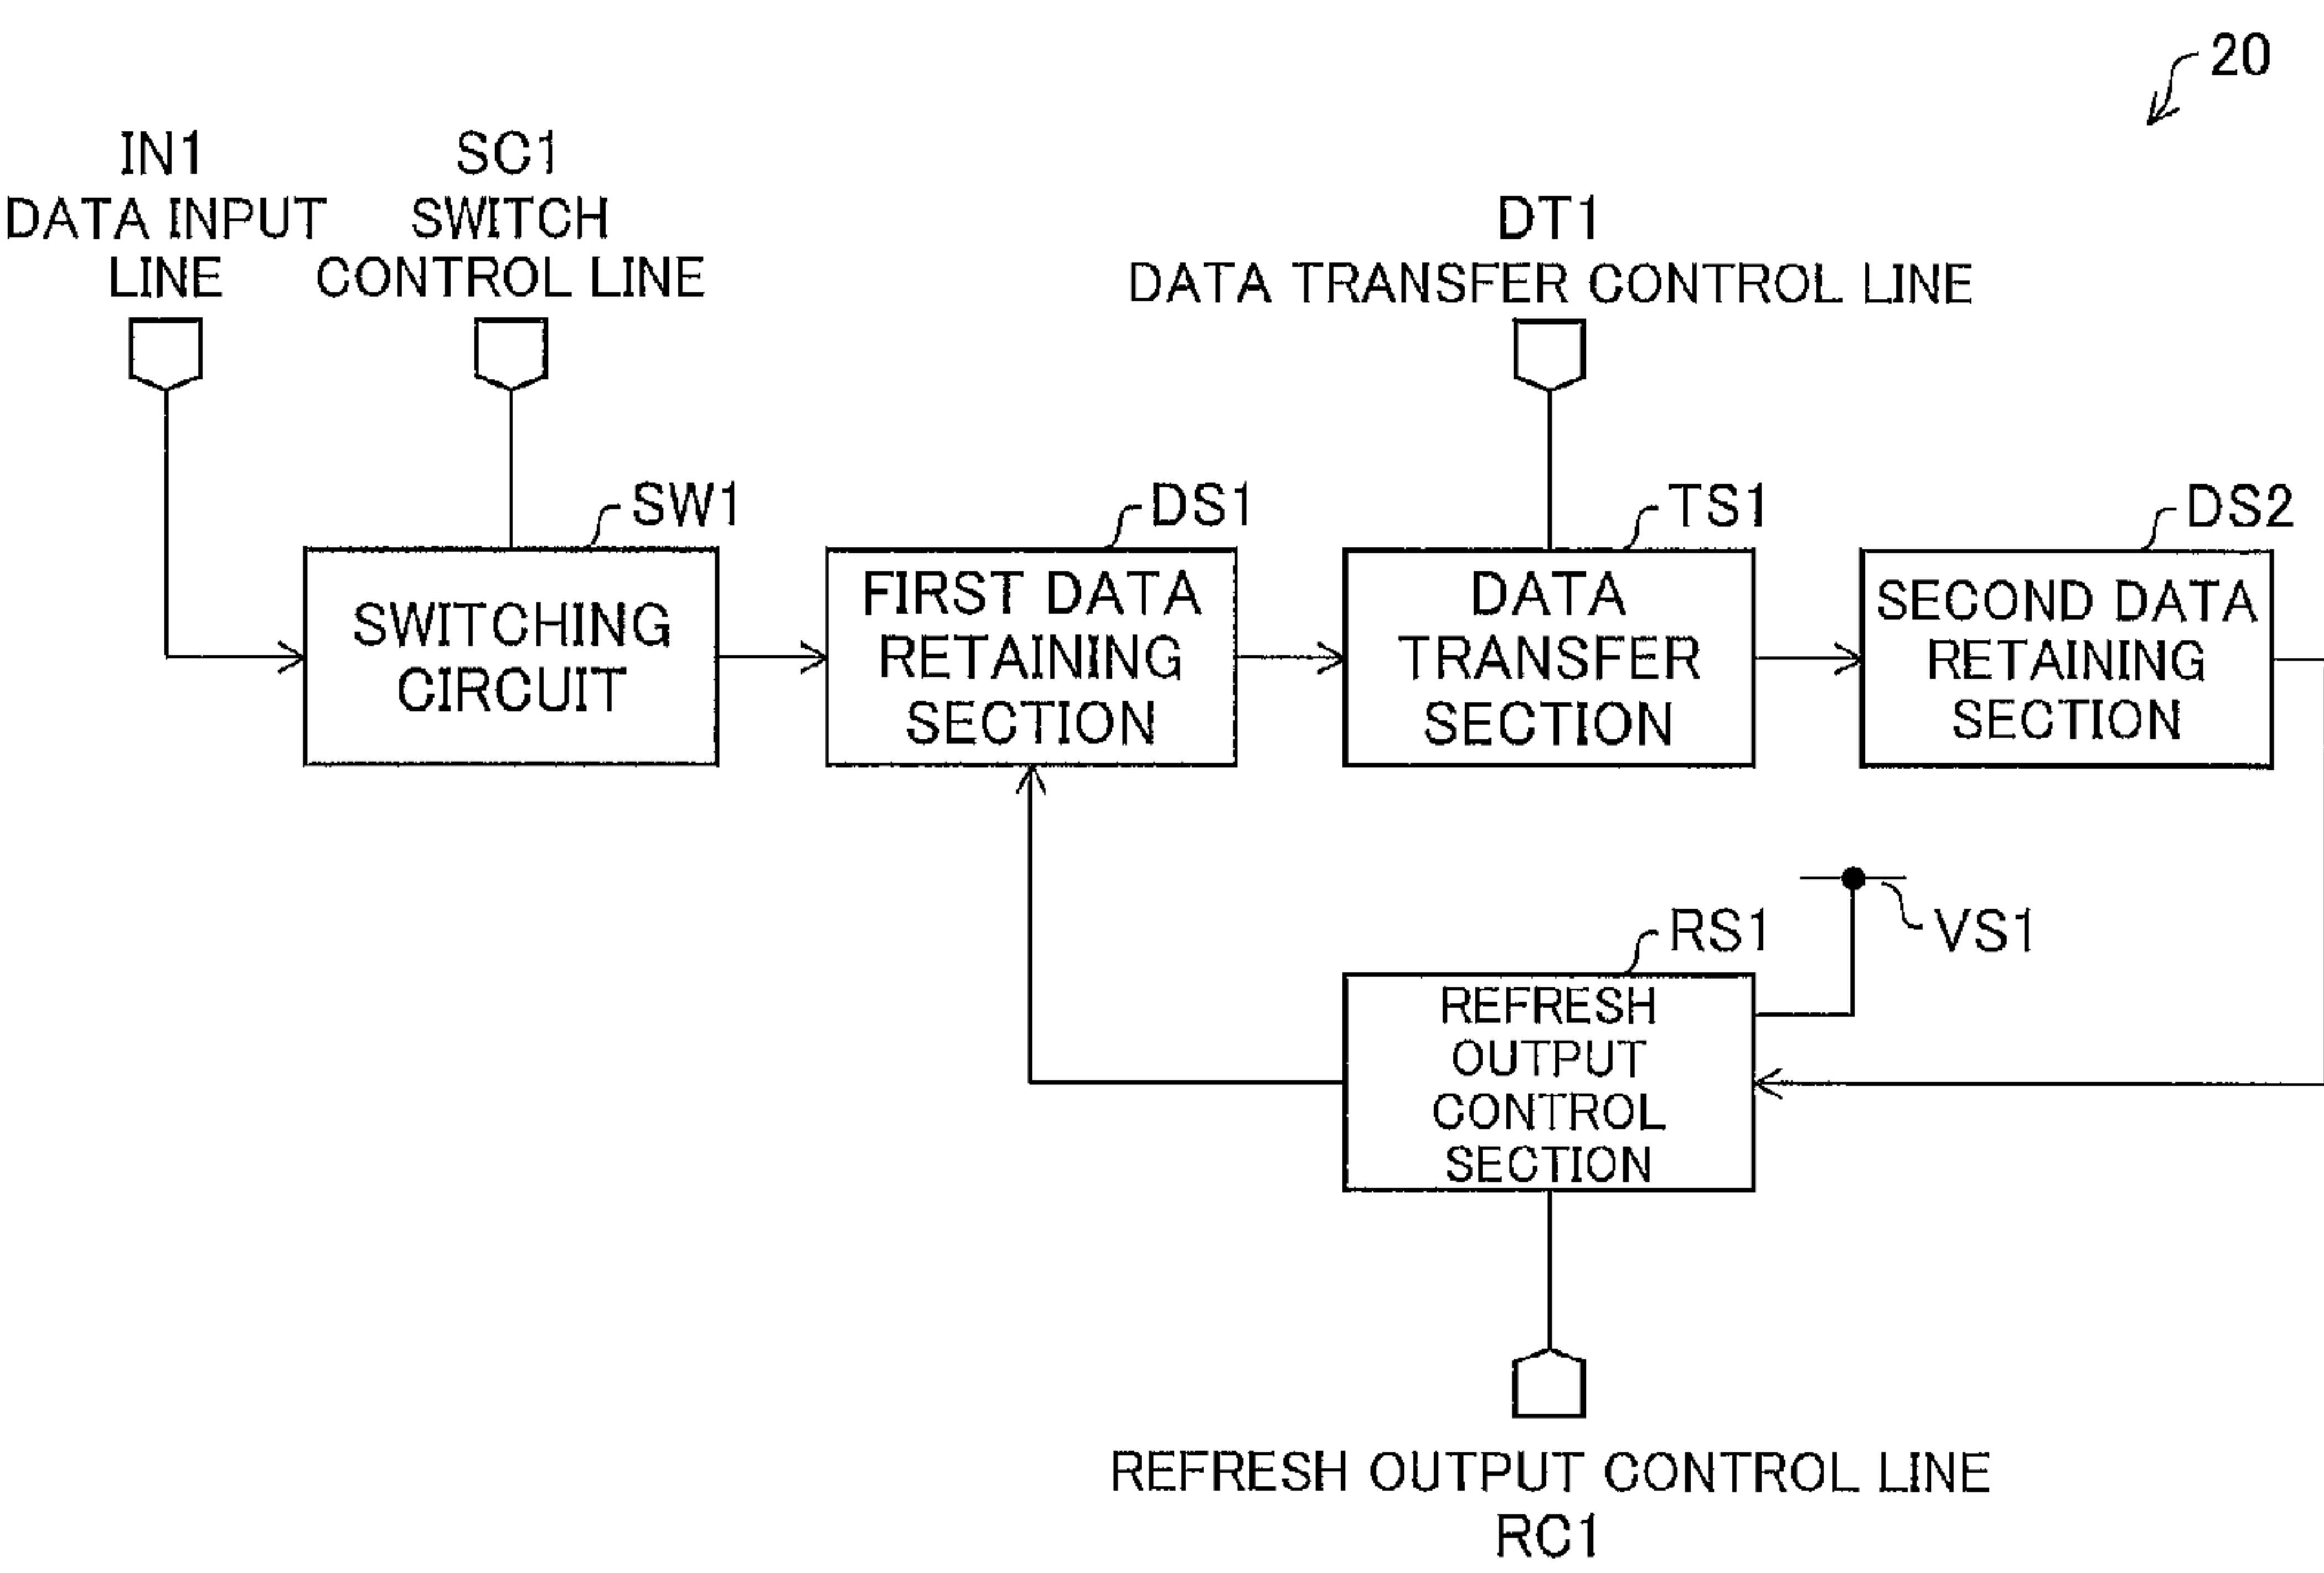 20
IN1
DATA INPUT
LINE
SC1
SWITCH
CONTROL LINE
DT1
DATA TRANSFER CONTROL LINE
SW1
SWITCHING
CIRCUIT
DS1
FIRST DATA
RETAINING
SECTION
TS1
DATA
TRANSFER
SECTION
DS2
SECOND DATA
RETAINING
SECTION
VS1
RS1
REFRESH
OUTPUT
CONTROL
SECTION
REFRESH OUTPUT CONTROL LINE
RC1